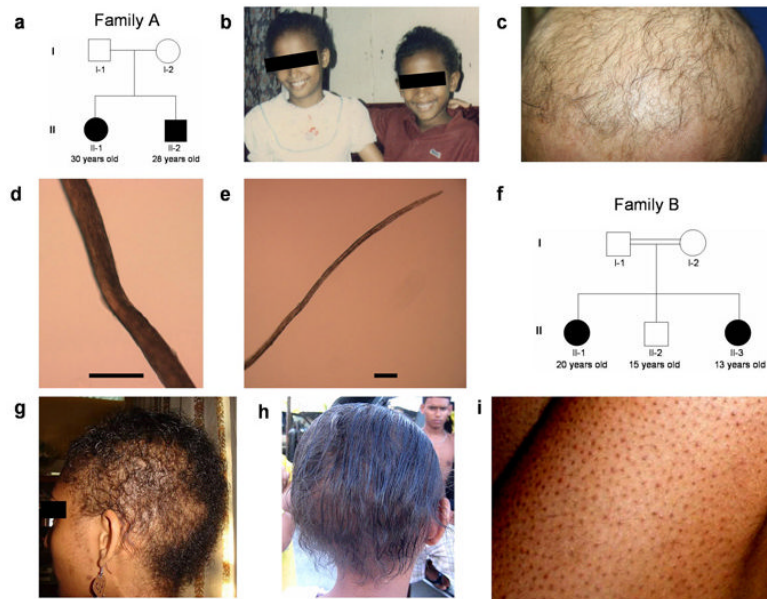 a
Family A
I
I-1
I-2
II
II-1
II-2
30 years old
28 years old
b
c
d
e
f
Family B
I
I-1
I-2
II
II-1
II-2
II-3
20 years old
15 years old
13 years old
g
h
i